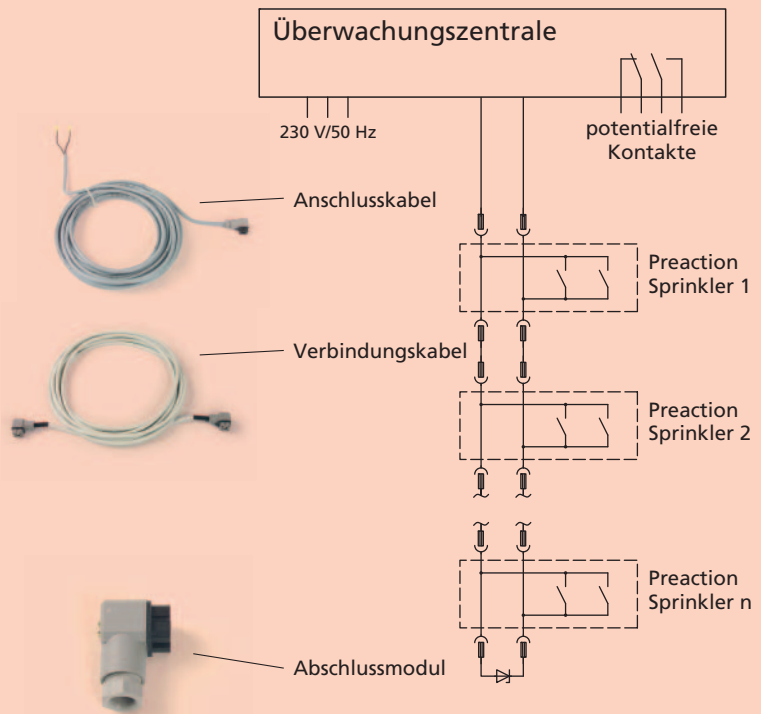 Überwachungszentrale
230 V/50 Hz
potentialfreie
Kontakte
Anschlusskabel
Preaction
Sprinkler 1
Verbindungskabel
Preaction
Sprinkler 2
Preaction
Sprinkler n
Abschlussmodul